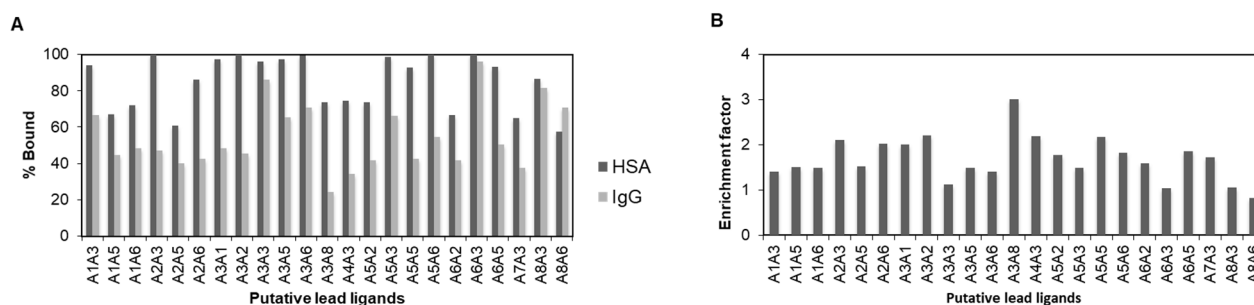 A
% Bound
100
80
60
40
20
0
A1A3 A1A5 A1A6 A2A3 A2A5 A2A6 A3A1 A3A2 A3A3 A3A5 A3A6 A3A8 A4A3 A5A2 A5A3 A5A5 A5A6 A6A2 A6A3 A6A5 A7A3 A8A3 A8A6
Putative lead ligands
HSA
IgG
B
Enrichment factor
4
3
2
1
0
A1A3 A1A5 A1A6 A2A3 A2A5 A2A6 A3A1 A3A2 A3A3 A3A5 A3A6 A3A8 A4A3 A5A2 A5A3 A5A5 A5A6 A6A2 A6A3 A6A5 A7A3 A8A3 A8A6
Putative lead ligands